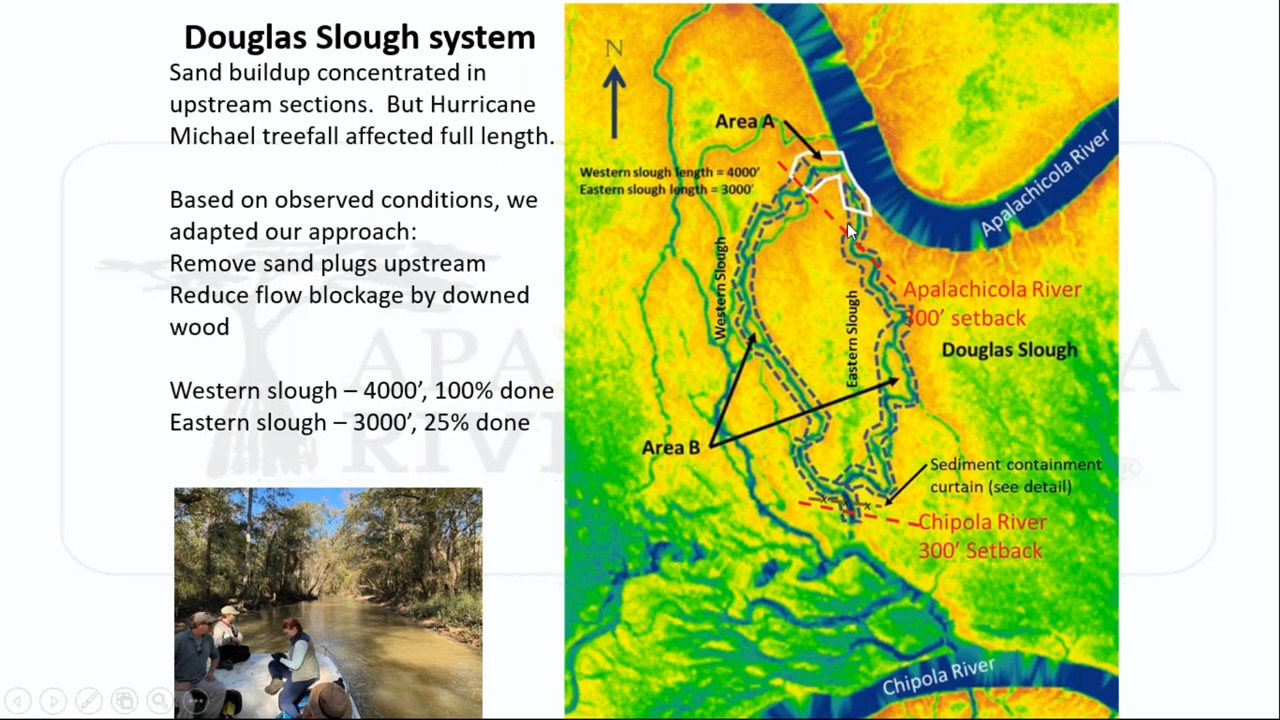 Douglas Slough system
Sand buildup concentrated in
upstream sections.  But Hurricane
Michael treefall affected full length.
Based on observed conditions, we
adapted our approach:
Remove sand plugs upstream
Reduce flow blockage by downed
wood
Western slough – 4000’, 100% done
Eastern slough – 3000’, 25% done
N
Area A
Western slough length = 4000’
Eastern slough length = 3000’
Apalachicola River
Western Slough
Eastern Slough
Apalachicola River
300’ setback
Douglas Slough
Area B
Sediment containment
curtain (see detail)
Chipola River
300’ Setback
Chipola River
APA
A
RIV
®